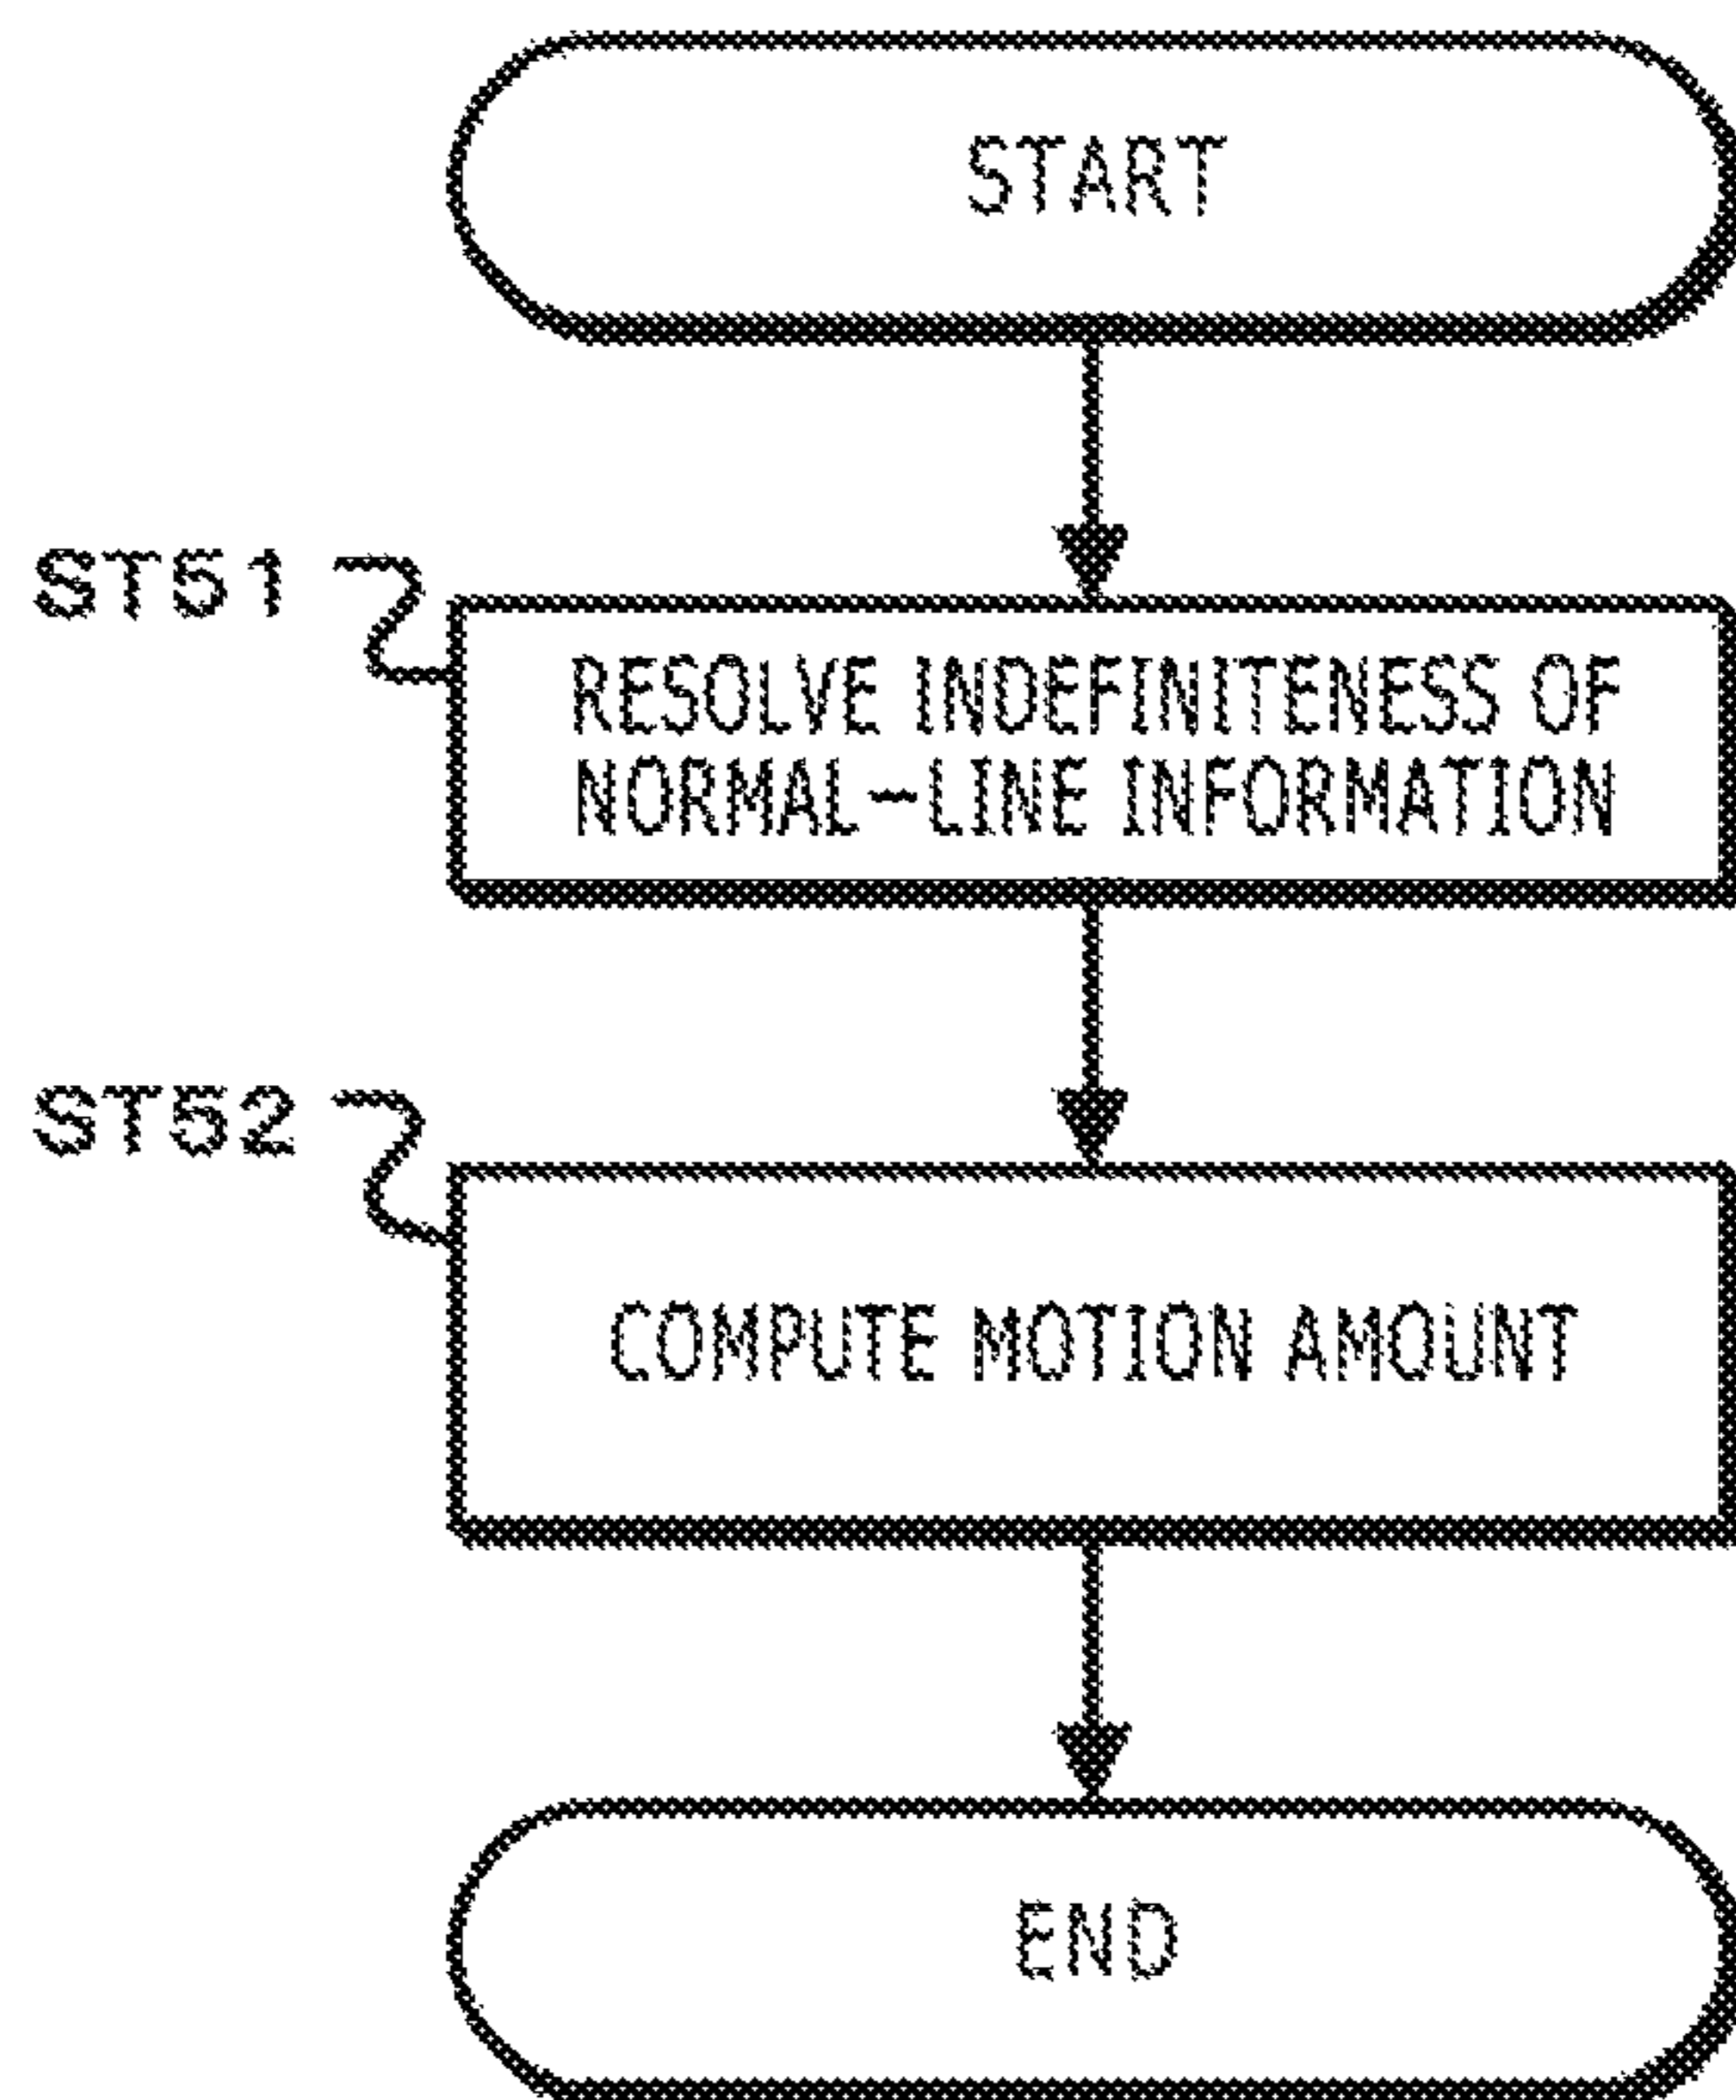 START
ST51
RESOLVE INDEFINITENESS OF
NORMAL-LINE INFORMATION
ST52
COMPUTE MOTION AMOUNT
END